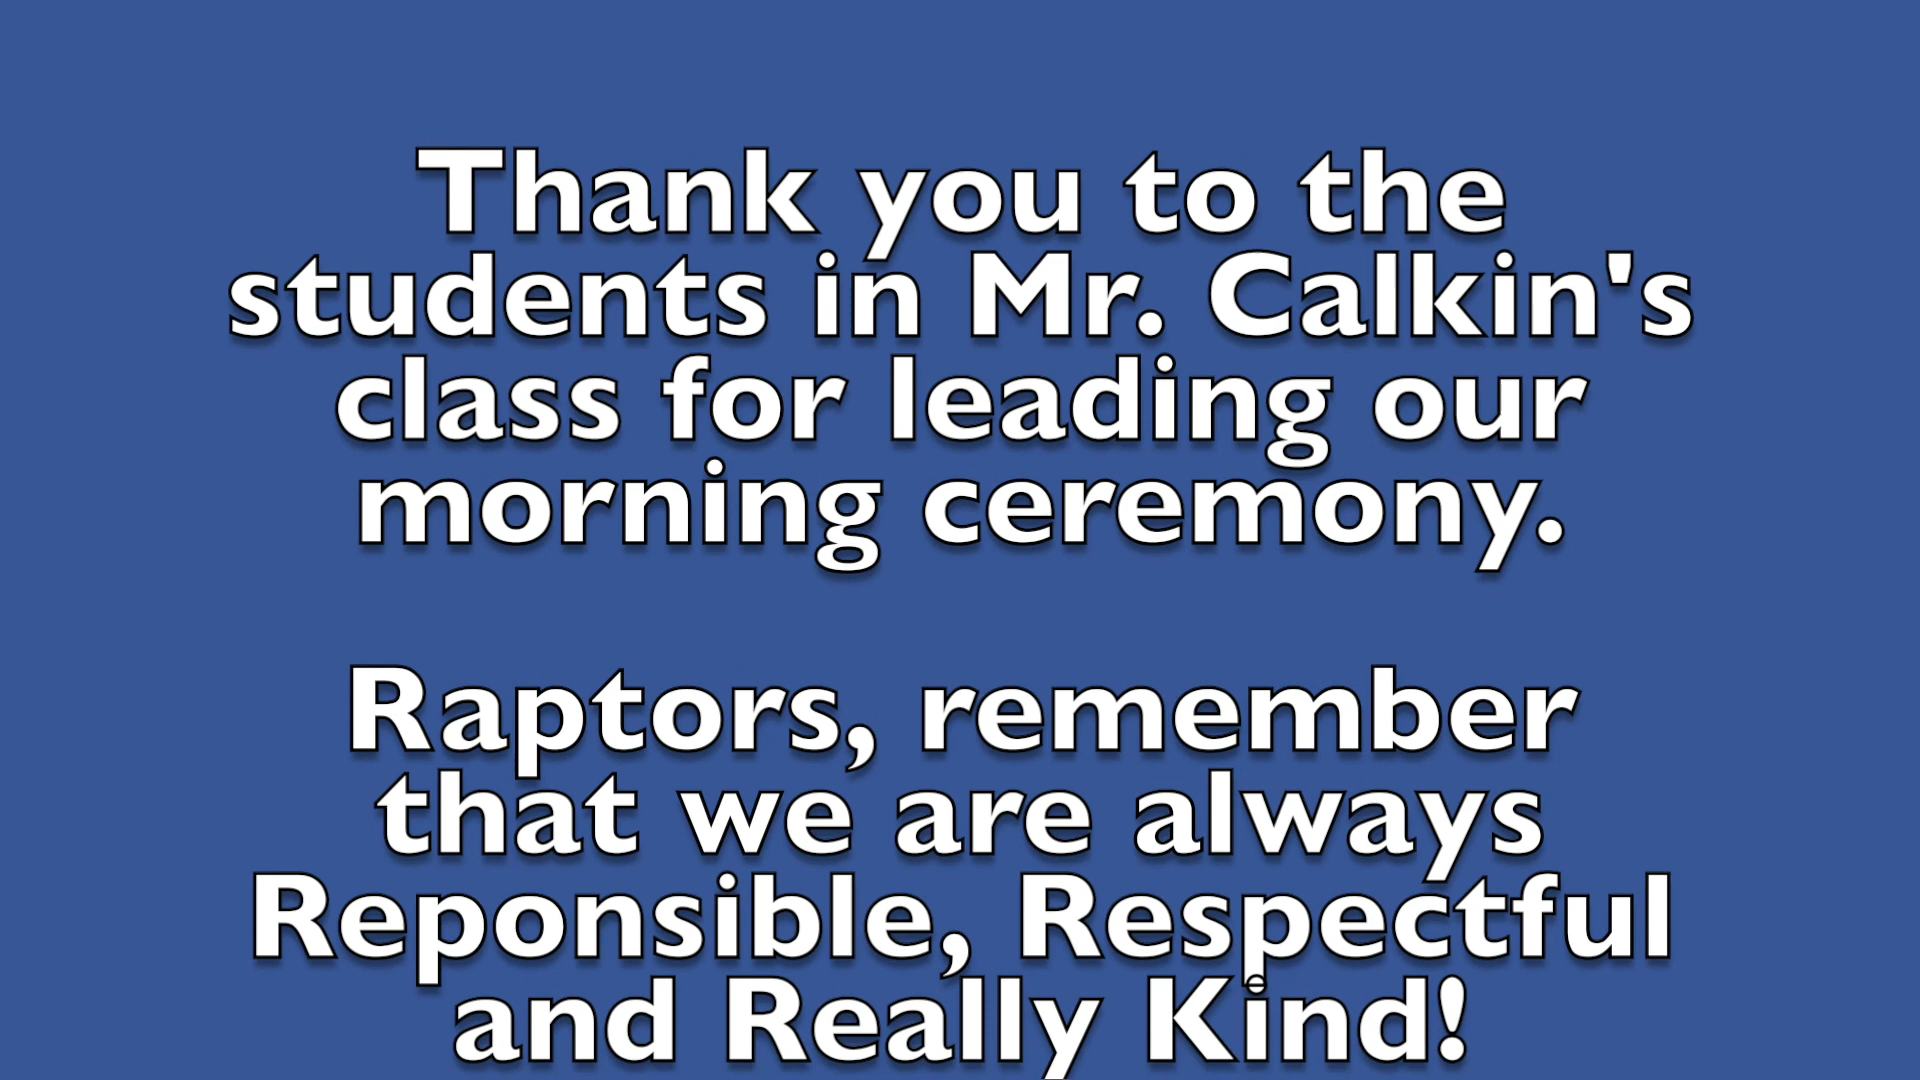 Thank you to the
students in Mr. Calkin's
class for leading our
morning ceremony.
Raptors, remember
that we are always
Reponsible, Respectful
and Really Kind!